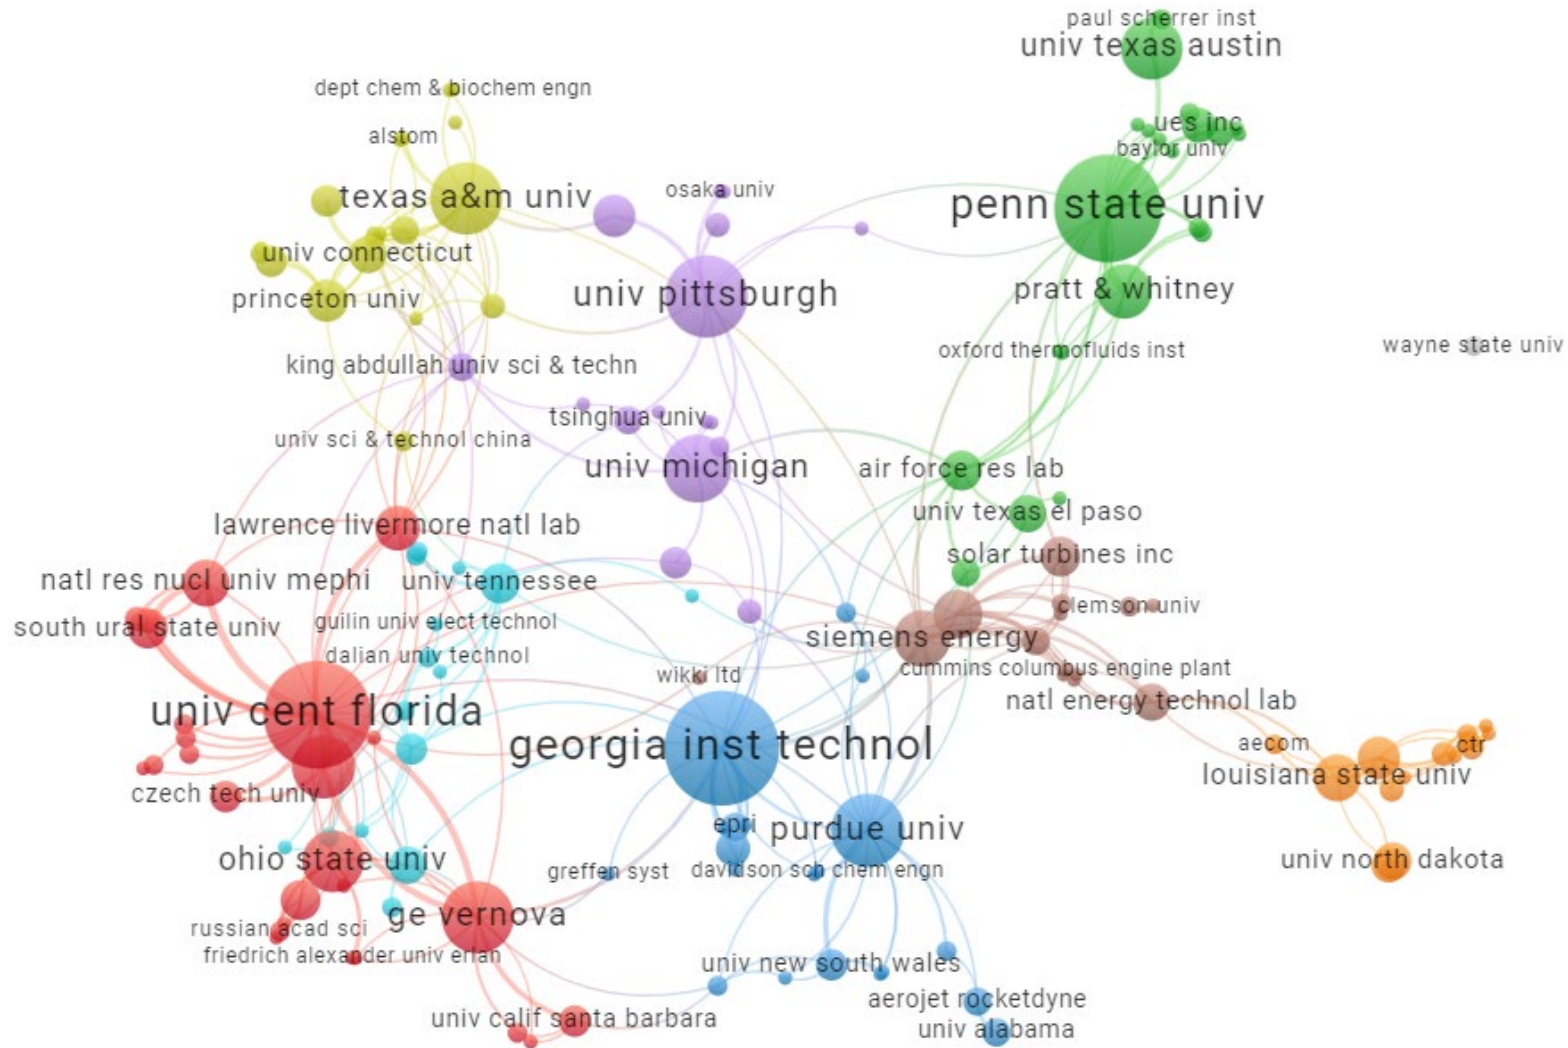 paul scherrer inst
univ texas austin
dept chem & biochem engn
ues inc
alstom
baylor univ
osaka univ
texas a&m univ
penn state univ
univ connecticut
pratt & whitney
univ pittsburgh
princeton univ
wayne state univ
oxford thermofluids inst
king abdullah univ sci & techn
tsinghua univ
univ sci & technol china
univ michigan
air force res lab
univ texas el paso
lawrence livermore natl lab
solar turbines inc
natl res nucl univ mephi
univ tennessee
clemson univ
guilin univ elect technol
south ural state univ
siemens energy
dalian univ technol
cummins columbus engine plant
wikki ltd
natl energy technol lab
univ cent florida
georgia inst technol
aecom
ctr
louisiana state univ
czech tech univ
epri
purdue univ
ohio state univ
univ north dakota
greffen syst
davidson sch chem engn
ge vernova
russian acad sci
friedrich alexander univ erlan
univ new south wales
aerojet rocketdyne
univ calif santa barbara
univ alabama